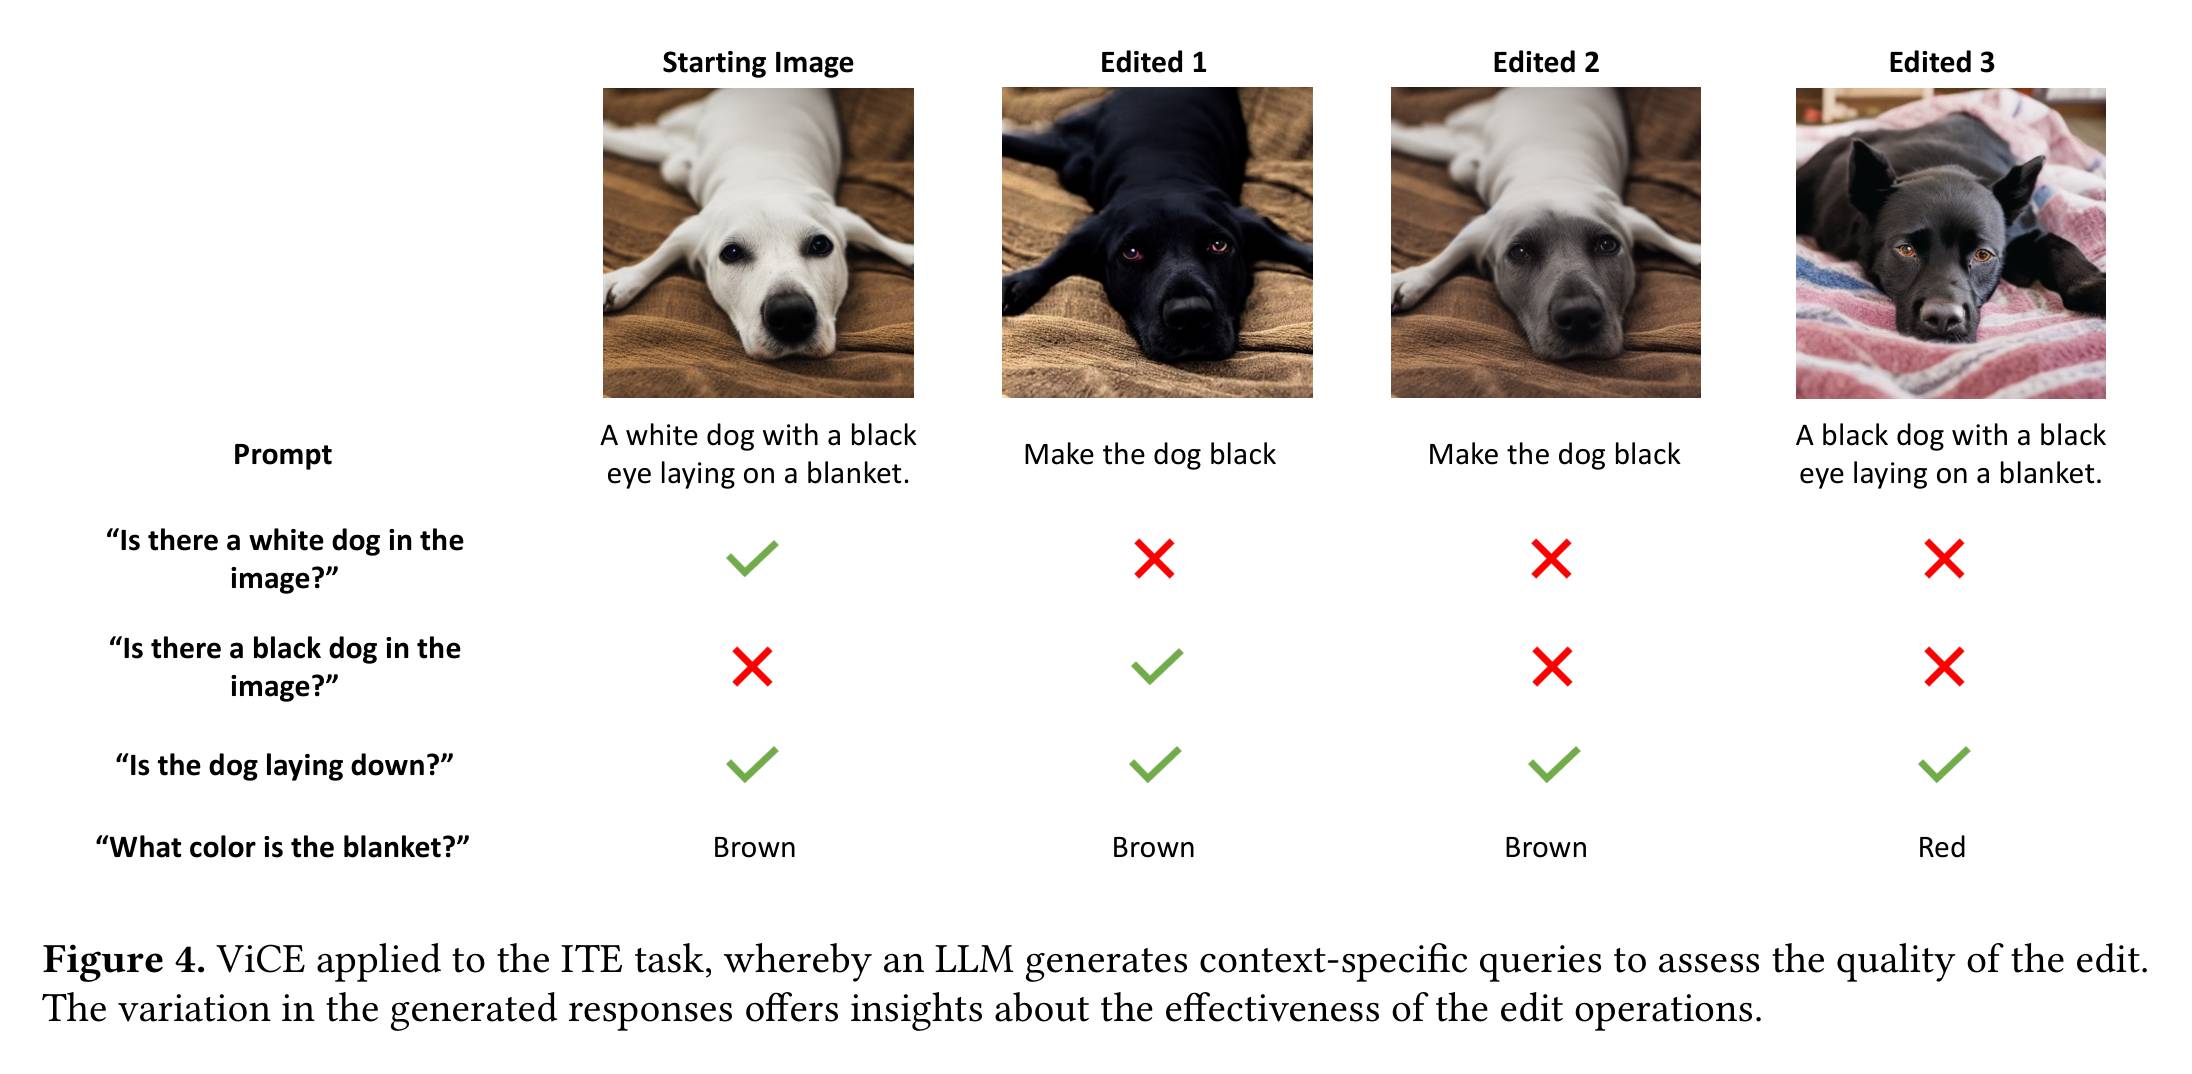 Starting Image Edited 1 Edited 2 Edited 3
Prompt
A white dog with a black
eye laying on a blanket.
Make the dog black
Make the dog black
A black dog with a black
eye laying on a blanket.
“Is there a white dog in the
image?”
“Is there a black dog in the
image?”
“Is the dog laying down?”
“What color is the blanket?” Brown Brown Brown Red
Figure 4. ViCE applied to the ITE task, whereby an LLM generates context-specific queries to assess the quality of the edit.
The variation in the generated responses offers insights about the effectiveness of the edit operations.